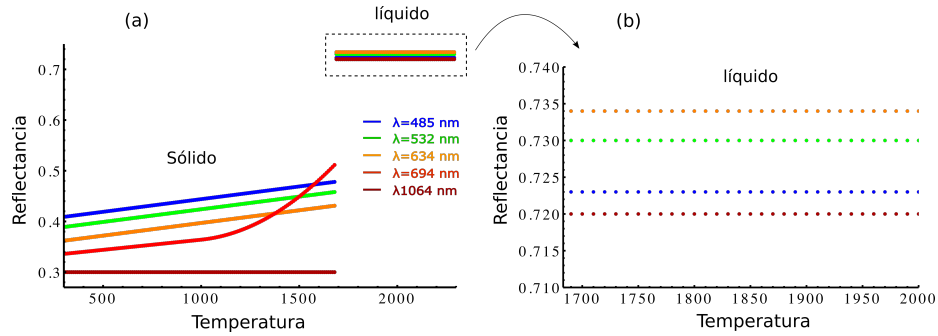 (a)
líquido
0.7
0.6
0.5
0.4
0.3
Reflectancia
Sólido
λ=485 nm
λ=532 nm
λ=634 nm
λ=694 nm
λ1064 nm
500
1000
1500
2000
Temperatura
(b)
líquido
0.740
0.735
0.730
0.725
0.720
0.715
0.710
Reflectancia
1700
1750
1800
1850
1900
1950
2000
Temperatura